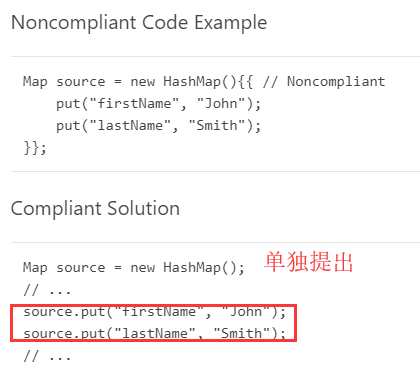 Noncompliant Code Example
Map source = new HashMap(){{ // Noncompliant
    put("firstName", "John");
    put("lastName", "Smith");
}};
Compliant Solution
Map source = new HashMap(); 单独提出
// ...
source.put("firstName", "John");
source.put("lastName", "Smith");
// ...